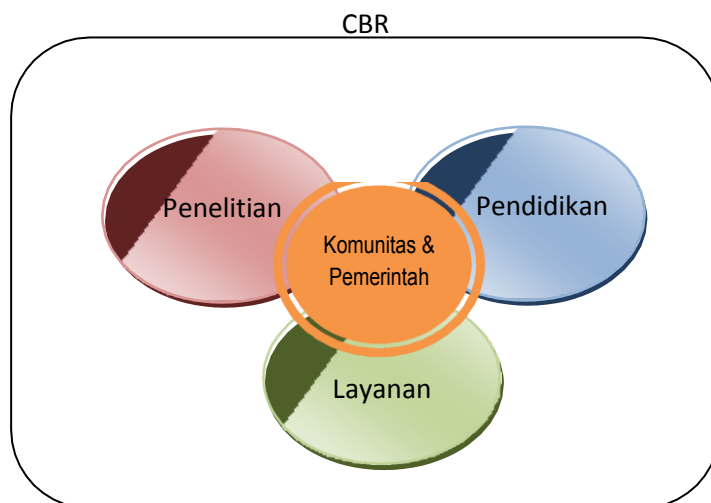 CBR
Penelitian
Pendidikan
Komunitas &
Pemerintah
Layanan